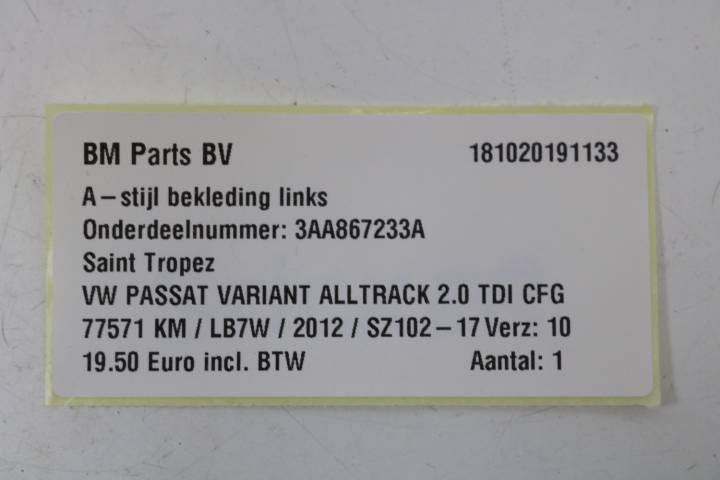 BM Parts BV 181020191133
A-stijl bekleding links
Onderdeelnummer: 3AA867233A
Saint Tropez
VW PASSAT VARIANT ALLTRACK 2.0 TDI CFG
77571 KM / LB7W / 2012 / SZ102-17 Verz: 10
19.50 Euro incl. BTW Aantal: 1